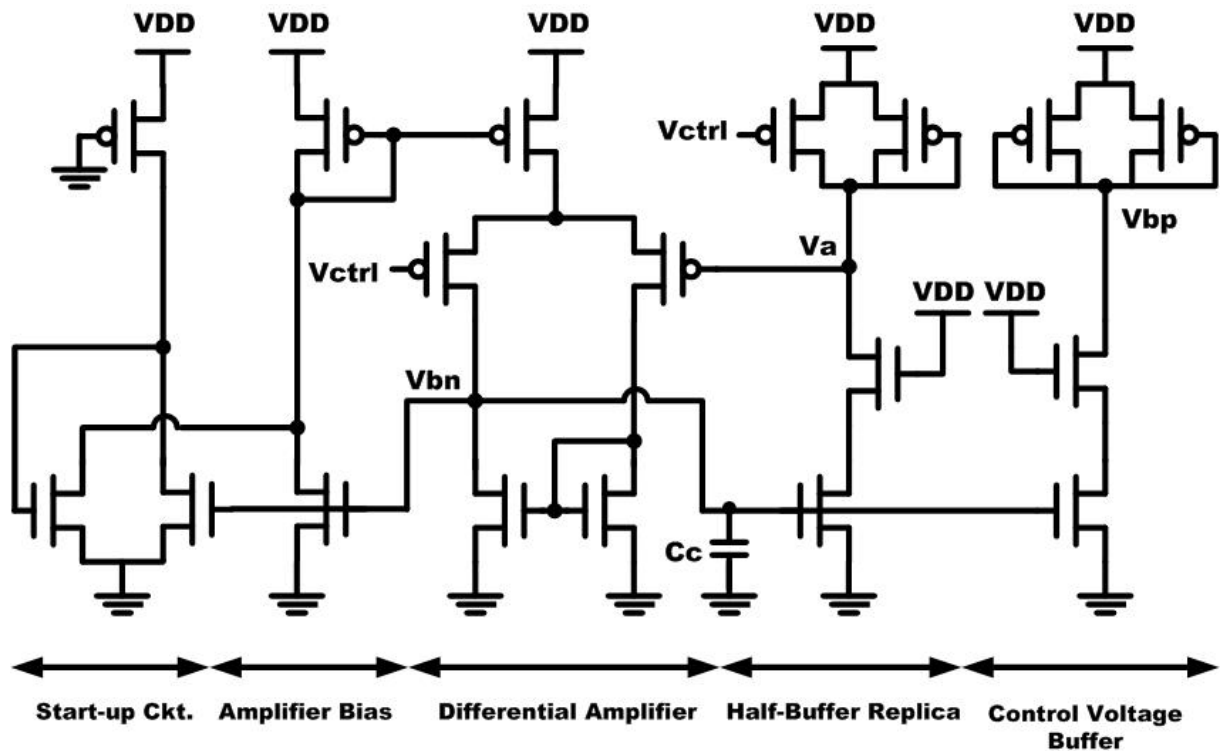 VDD
VDD
VDD
VDD
VDD
Vctrl
Vbp
Va
Vctrl
VDD
VDD
Vbn
Cc
Start-up Ckt.
Amplifier Bias
Differential Amplifier
Half-Buffer Replica
Control Voltage
Buffer